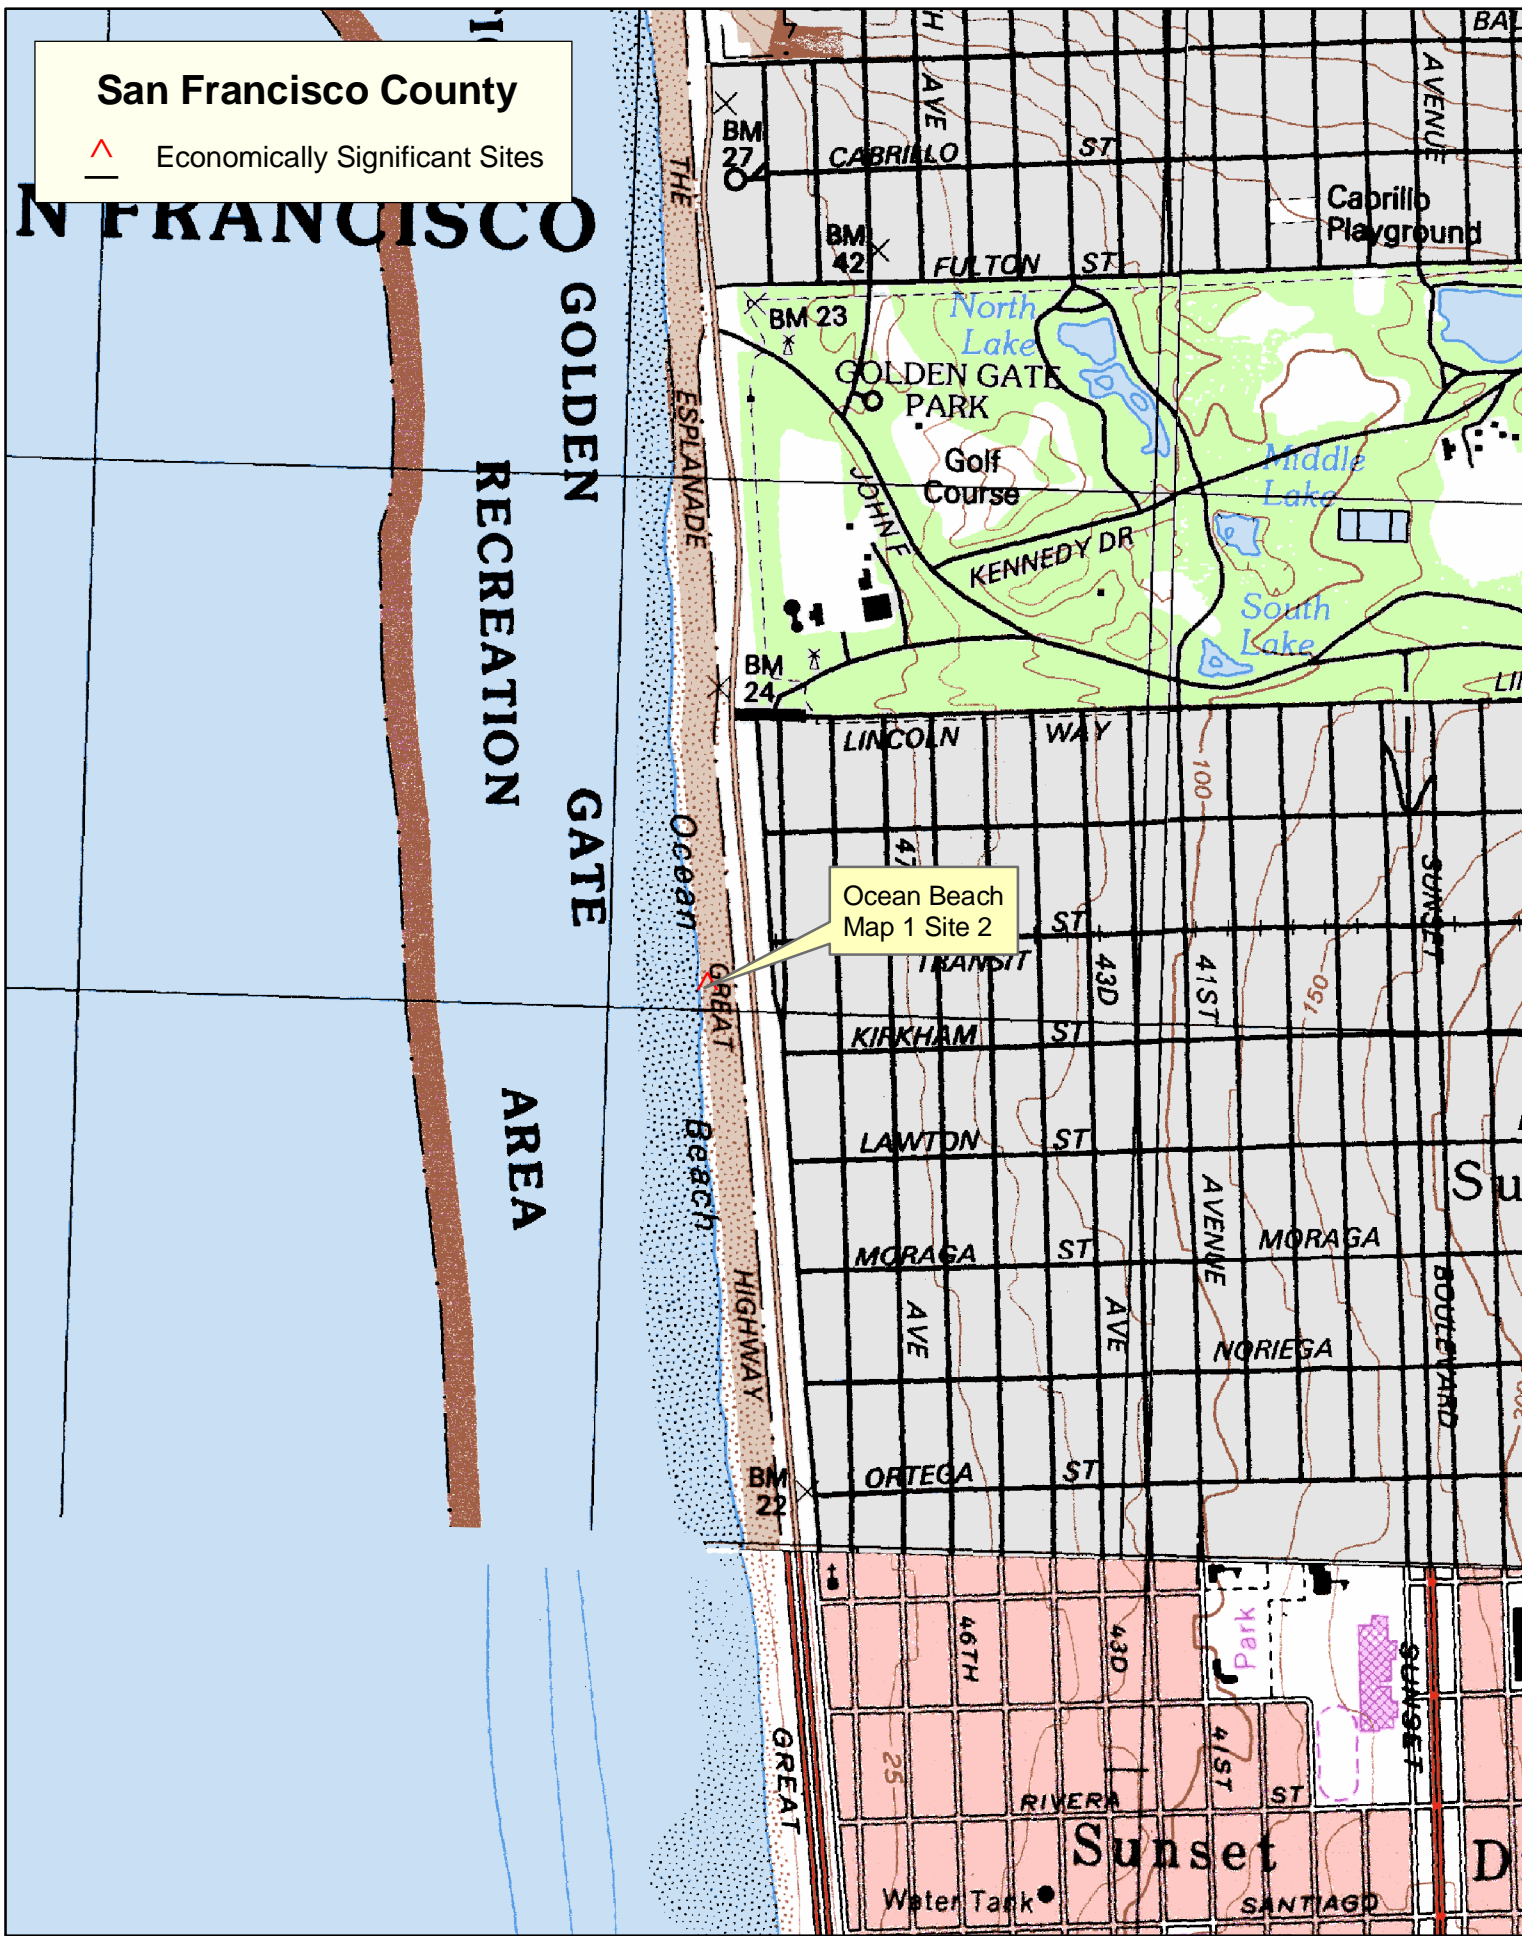 San Francisco County
Economically Significant Sites
N FRANCISCO
GOLDEN
RECREATION
GATE
AREA
THE
ESPLANADE
Ocean
Beach
GREAT
HIGHWAY
BM
27
CABRILLO ST
AVE
AVENUE
Cabrillo
Playground
BM
42
FULTON ST
BM 23
North
Lake
GOLDEN GATE
PARK
Golf
Course
JOHN F
KENNEDY DR
Middle
Lake
South
Lake
BM
24
LINCOLN WAY
100
47
Ocean Beach
Map 1 Site 2
ST
TRANSIT
43D
41ST
150
SUNSET
KIRKHAM ST
LAWTON ST
Su
AVENUE
MORAGA ST
MORAGA
AVE
AVE
NORIEGA
BOULEVARD
BM
22
ORTEGA ST
200
46TH
43D
Park
SUNSET
GREAT
25
41ST
RIVERA ST
Sunset D
Water Tank
SANTIAGO